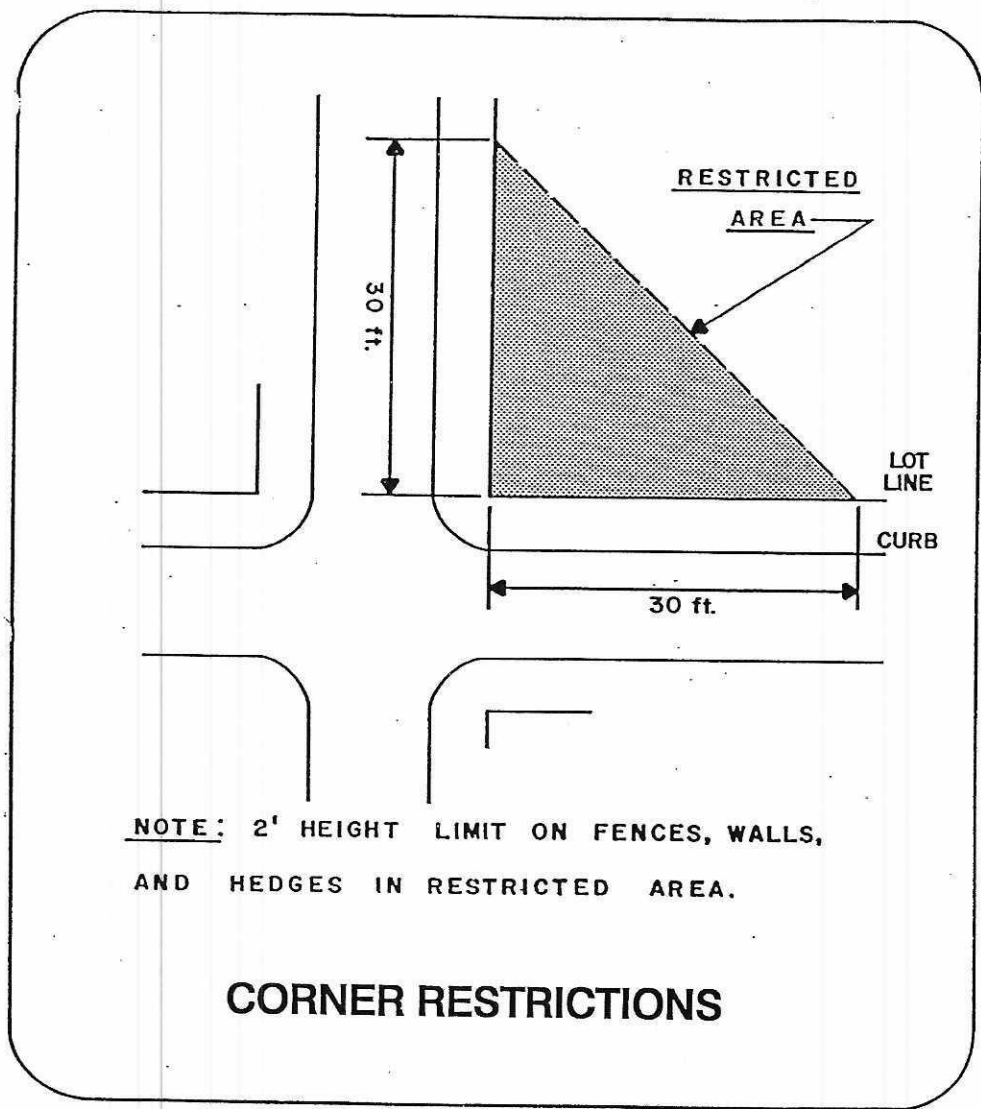 RESTRICTED
AREA
30 ft.
LOT
LINE
CURB
30 ft.
NOTE: 2' HEIGHT LIMIT ON FENCES, WALLS,
AND HEDGES IN RESTRICTED AREA.
CORNER RESTRICTIONS